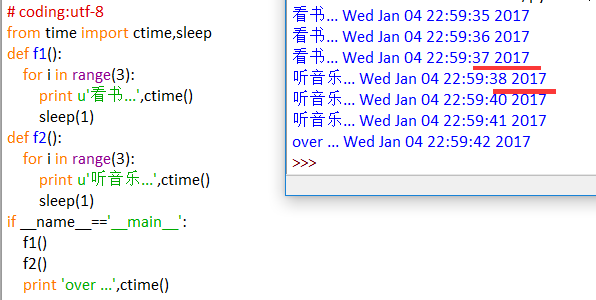 # coding:utf-8
from time import ctime,sleep
def f1():
    for i in range(3):
        print u'看书...',ctime()
        sleep(1)
def f2():
    for i in range(3):
        print u'听音乐...',ctime()
        sleep(1)
if __name__=='__main__':
    f1()
    f2()
    print 'over ...',ctime()
看书... Wed Jan 04 22:59:35 2017
看书... Wed Jan 04 22:59:36 2017
看书... Wed Jan 04 22:59:37 2017
听音乐... Wed Jan 04 22:59:38 2017
听音乐... Wed Jan 04 22:59:40 2017
听音乐... Wed Jan 04 22:59:41 2017
over ... Wed Jan 04 22:59:42 2017
>>>